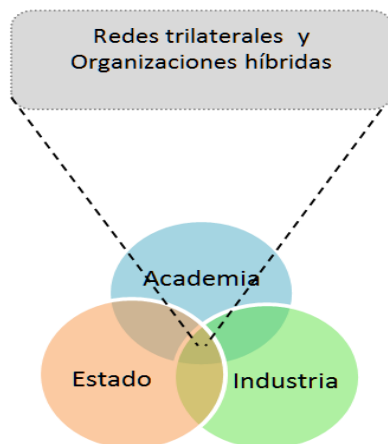 Redes trilaterales y
Organizaciones híbridas
Academia
Estado
Industria